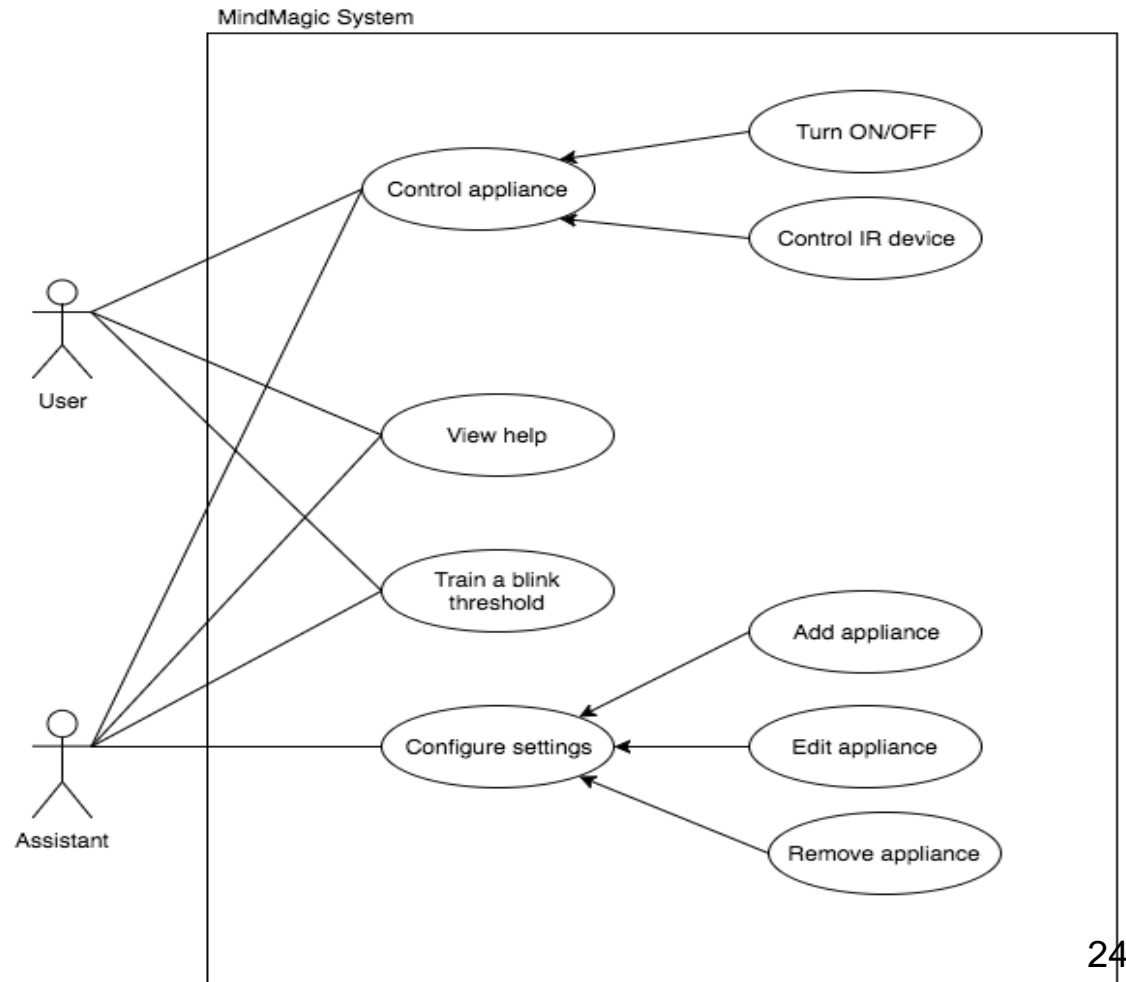 MindMagic System
Turn ON/OFF
Control appliance
Control IR device
User
View help
Train a blink
threshold
Add appliance
Configure settings
Edit appliance
Assistant
Remove appliance
24